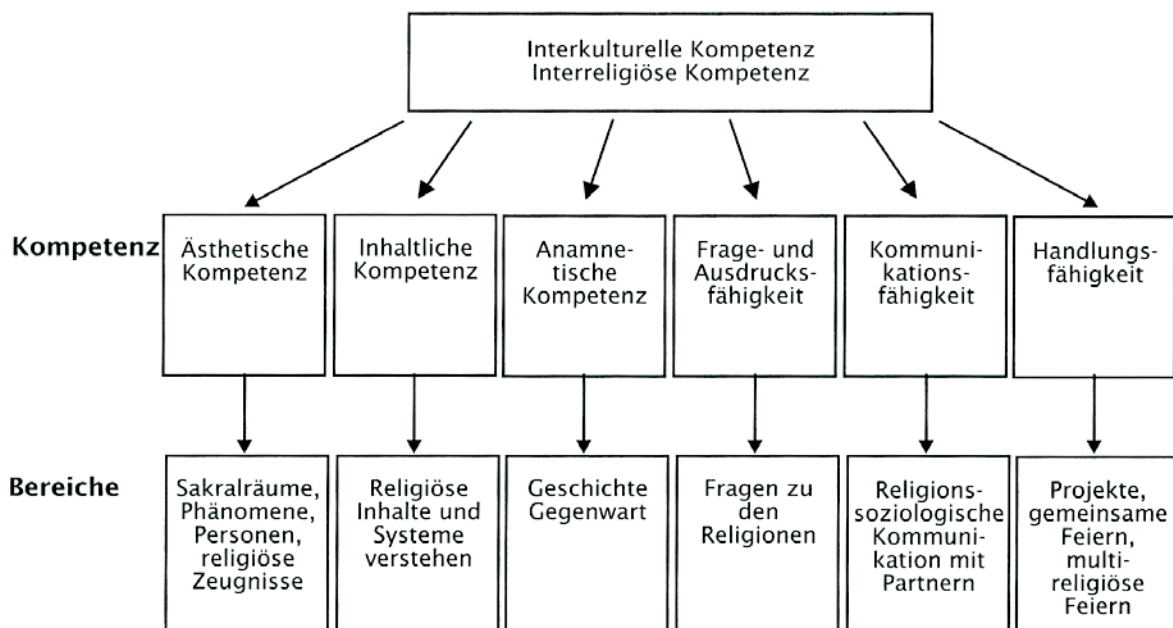 Interkulturelle Kompetenz
Interreligiöse Kompetenz
Kompetenz
Ästhetische
Kompetenz
Inhaltliche
Kompetenz
Anamne-
tische
Kompetenz
Frage- und
Ausdrucks-
fähigkeit
Kommuni-
kations-
fähigkeit
Handlungs-
fähigkeit
Bereiche
Sakralräume,
Phänomene,
Personen,
religiöse
Zeugnisse
Religiöse
Inhalte und
Systeme
verstehen
Geschichte
Gegenwart
Fragen zu
den
Religionen
Religions-
soziologische
Kommuni-
kation mit
Partnern
Projekte,
gemeinsame
Feiern,
multi-
religiöse
Feiern